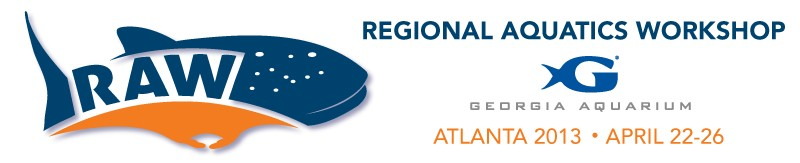 RAW
REGIONAL AQUATICS WORKSHOP
G
GEORGIA AQUARIUM
ATLANTA 2013 • APRIL 22-26